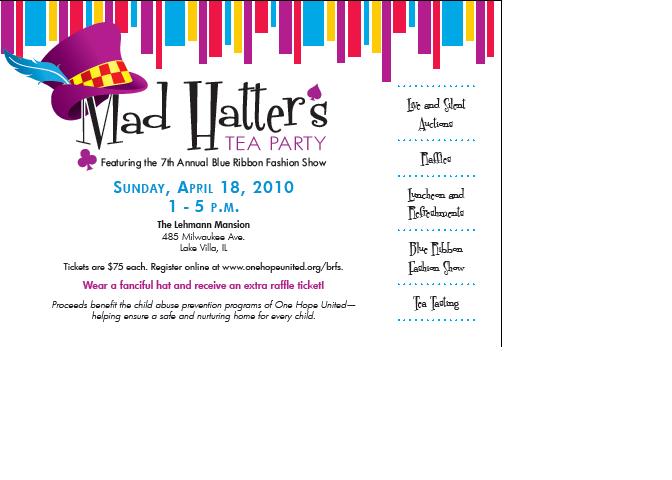 Mad Hatter's
TEA PARTY
Featuring the 7th Annual Blue Ribbon Fashion Show
SUNDAY, APRIL 18, 2010
1 - 5 P.M.
The Lehmann Mansion
485 Milwaukee Ave.
Lake Villa, IL
Tickets are $75 each. Register online at www.onehopeunited.org/brfs.
Wear a fanciful hat and receive an extra raffle ticket!
Proceeds benefit the child abuse prevention programs of One Hope United—
helping ensure a safe and nurturing home for every child.
Live and Silent
Auctions
Raffles
Luncheon and
Refreshments
Blue Ribbon
Fashion Show
Tea Tasting